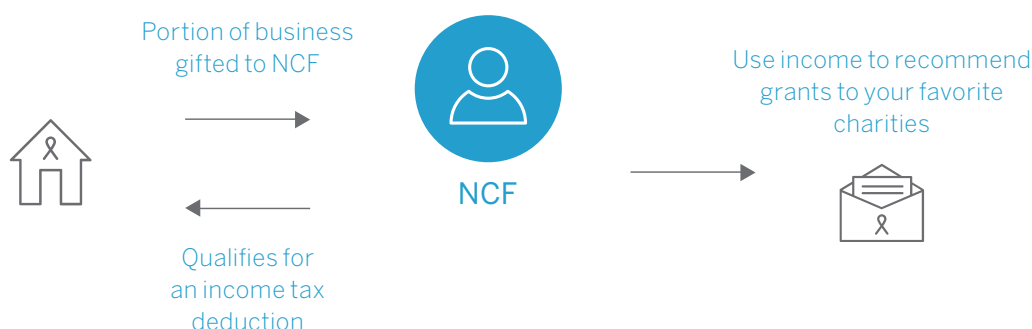 Portion of business
gifted to NCF
NCF
Qualifies for
an income tax
deduction
Use income to recommend
grants to your favorite
charities